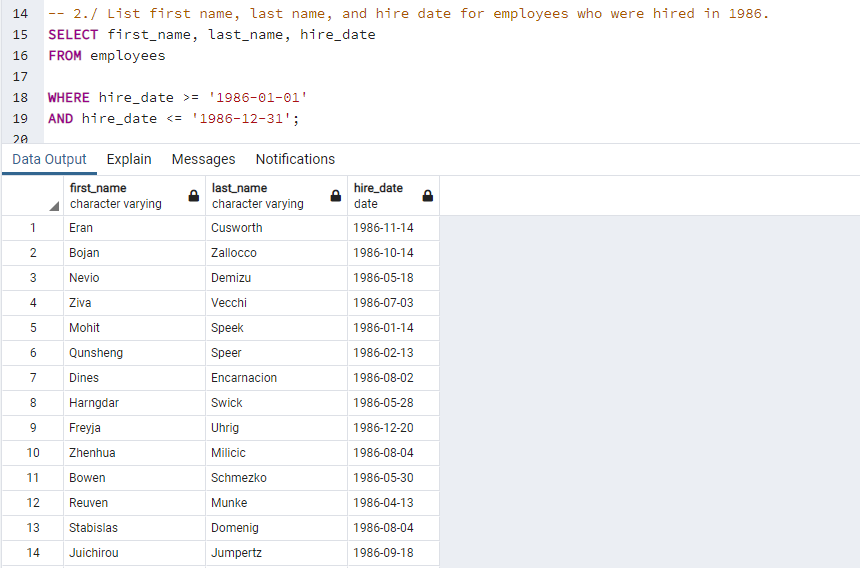 14 -- 2./ List first name, last name, and hire date for employees who were hired in 1986.
15 SELECT first_name, last_name, hire_date
16 FROM employees
17
18 WHERE hire_date >= '1986-01-01'
19 AND hire_date <= '1986-12-31';
20
Data Output Explain Messages Notifications
first_name last_name hire_date
character varying character varying date
1 Eran Cusworth 1986-11-14
2 Bojan Zallocco 1986-10-14
3 Nevio Demizu 1986-05-18
4 Ziva Vecchi 1986-07-03
5 Mohit Speek 1986-01-14
6 Qunsheng Speer 1986-02-13
7 Dines Encarnacion 1986-08-02
8 Harngdar Swick 1986-05-28
9 Freyja Uhrig 1986-12-20
10 Zhenhua Milicic 1986-08-04
11 Bowen Schmezko 1986-05-30
12 Reuven Munke 1986-04-13
13 Stabislas Domenig 1986-08-04
14 Juichirou Jumpertz 1986-09-18